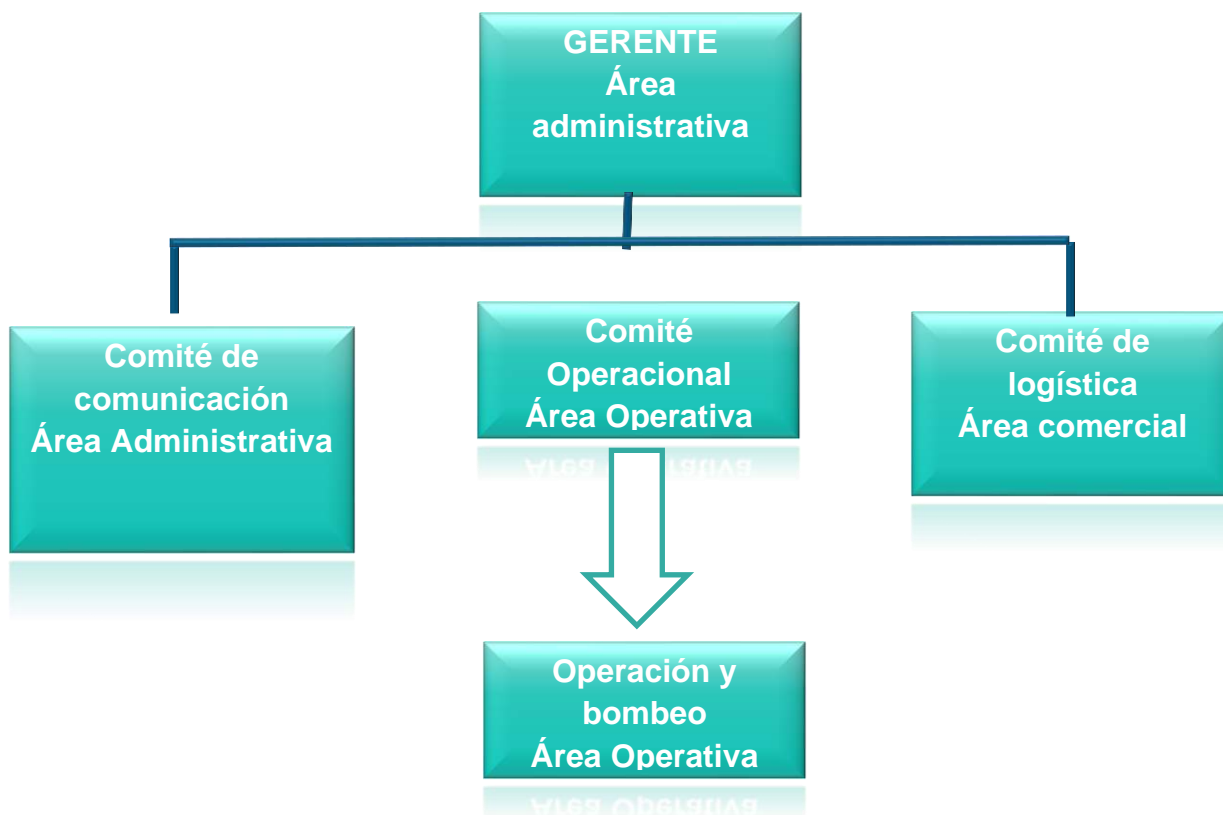 GERENTE
Área
administrativa
Comité de
comunicación
Área Administrativa
Comité
Operacional
Área Operativa
Comité de
logística
Área comercial
Operación y
bombeo
Área Operativa